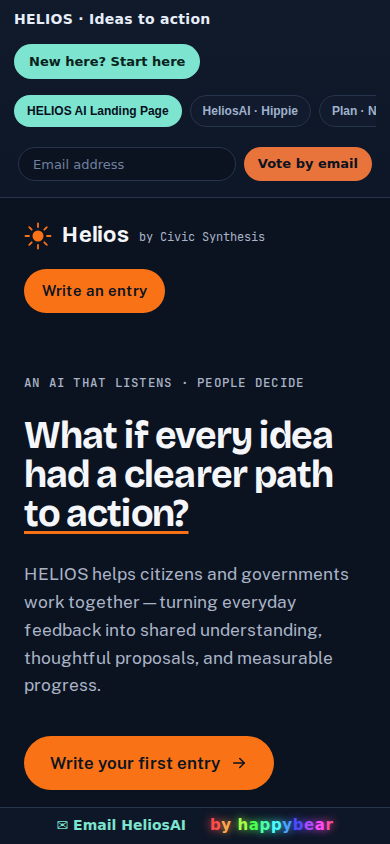 HELIOS · Ideas to action
New here? Start here
HELIOS AI Landing Page
HeliosAI · Hippie
Plan · N
Email address
Vote by email
Helios by Civic Synthesis
Write an entry
AN AI THAT LISTENS · PEOPLE DECIDE
What if every idea
had a clearer path
to action?
HELIOS helps citizens and governments
work together — turning everyday
feedback into shared understanding,
thoughtful proposals, and measurable
progress.
Write your first entry →
✉ Email HeliosAI by happybear